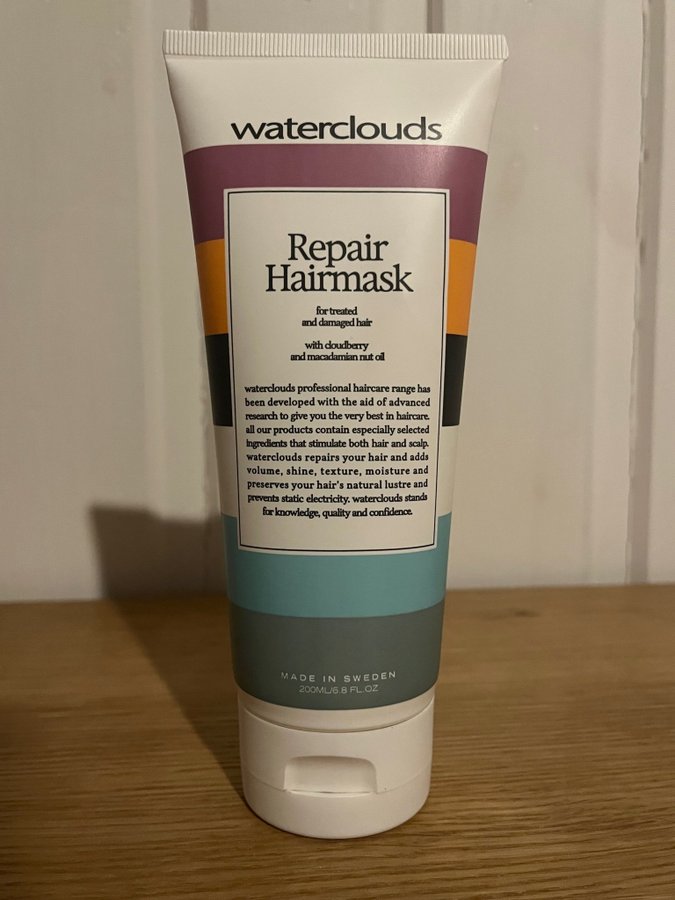 waterclouds
Repair
Hairmask
for treated
and damaged hair
with cloudberry
and macadamian nut oil
waterclouds professional haircare range has
been developed with the aid of advanced
research to give you the very best in haircare.
all our products contain especially selected
ingredients that stimulate both hair and scalp.
waterclouds repairs your hair and adds
volume, shine, texture, moisture and
preserves your hair's natural lustre and
prevents static electricity. waterclouds stands
for knowledge, quality and confidence.
MADE IN SWEDEN
200ML/6.8 FL.OZ